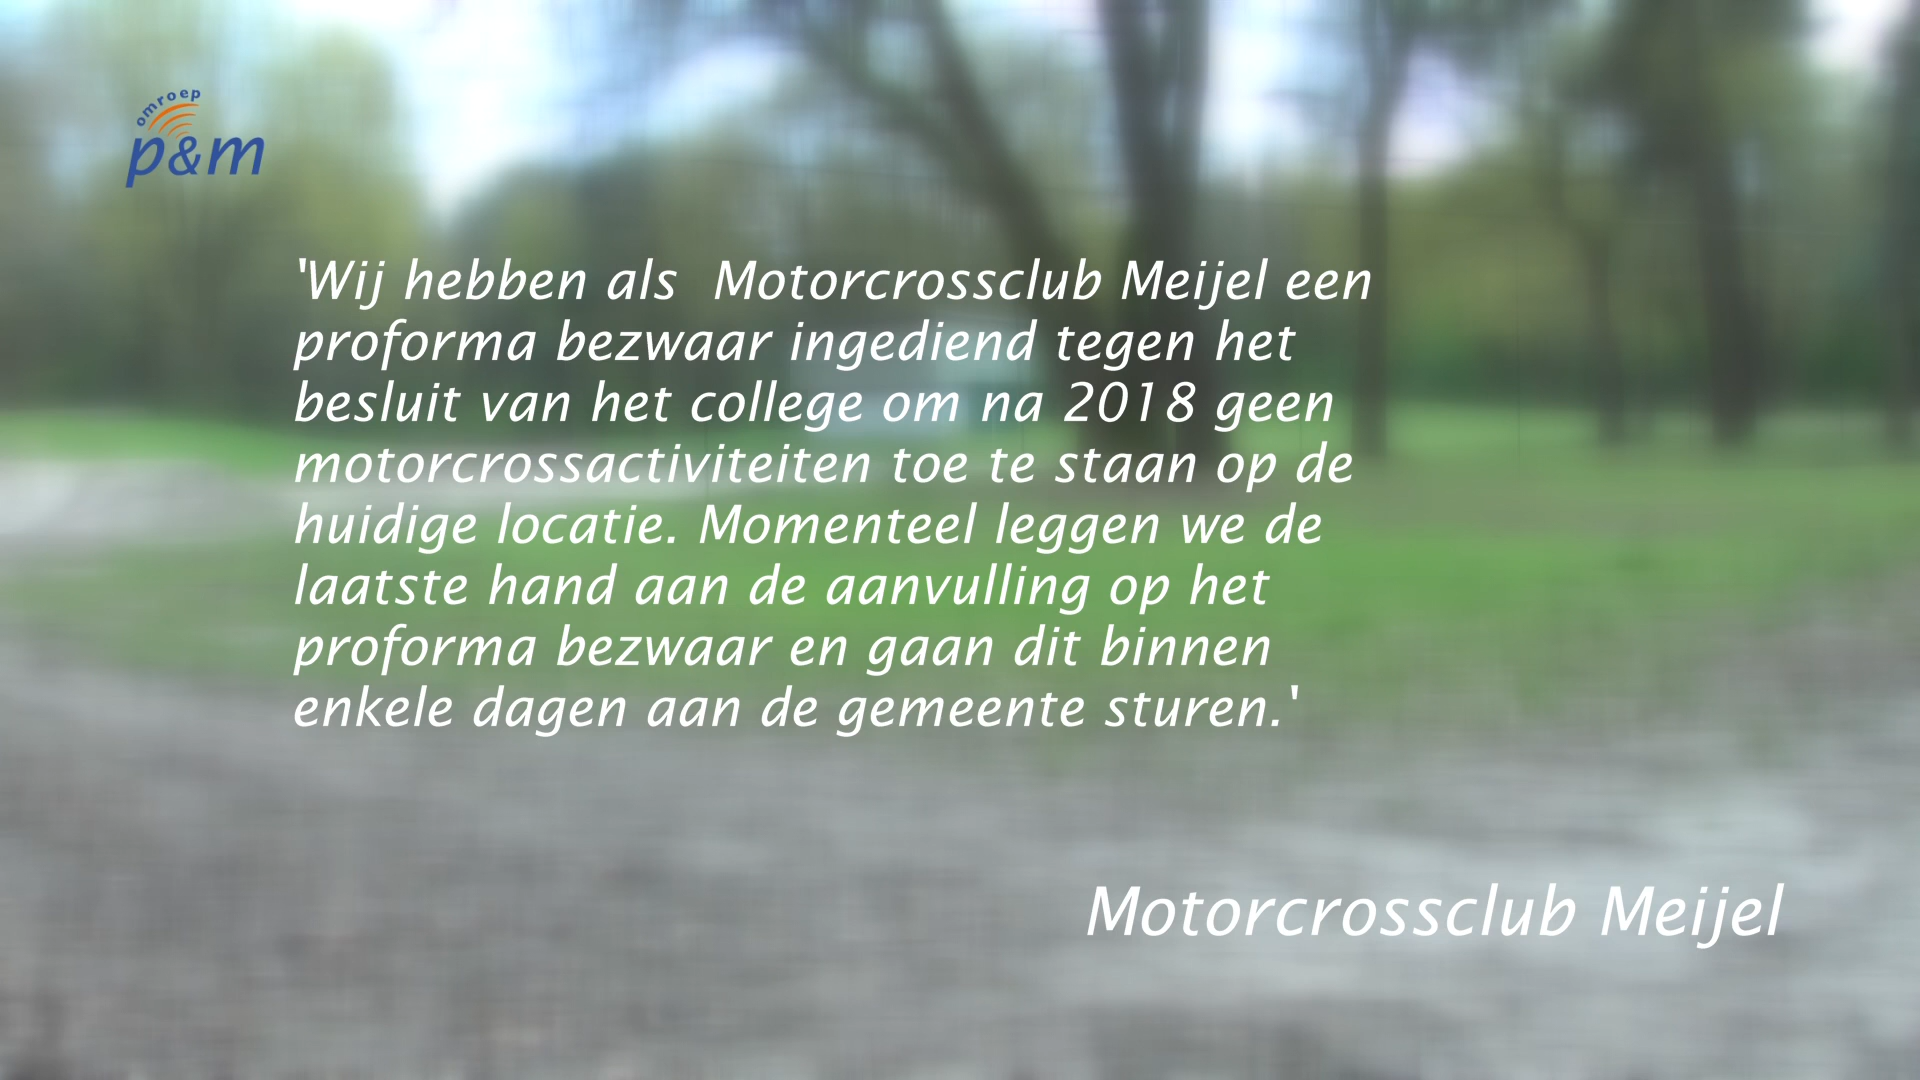 omroep
p&m
'Wij hebben als  Motorcrossclub Meijel een
proforma bezwaar ingediend tegen het
besluit van het college om na 2018 geen
motorcrossactiviteiten toe te staan op de
huidige locatie. Momenteel leggen we de
laatste hand aan de aanvulling op het
proforma bezwaar en gaan dit binnen
enkele dagen aan de gemeente sturen.'
Motorcrossclub Meijel